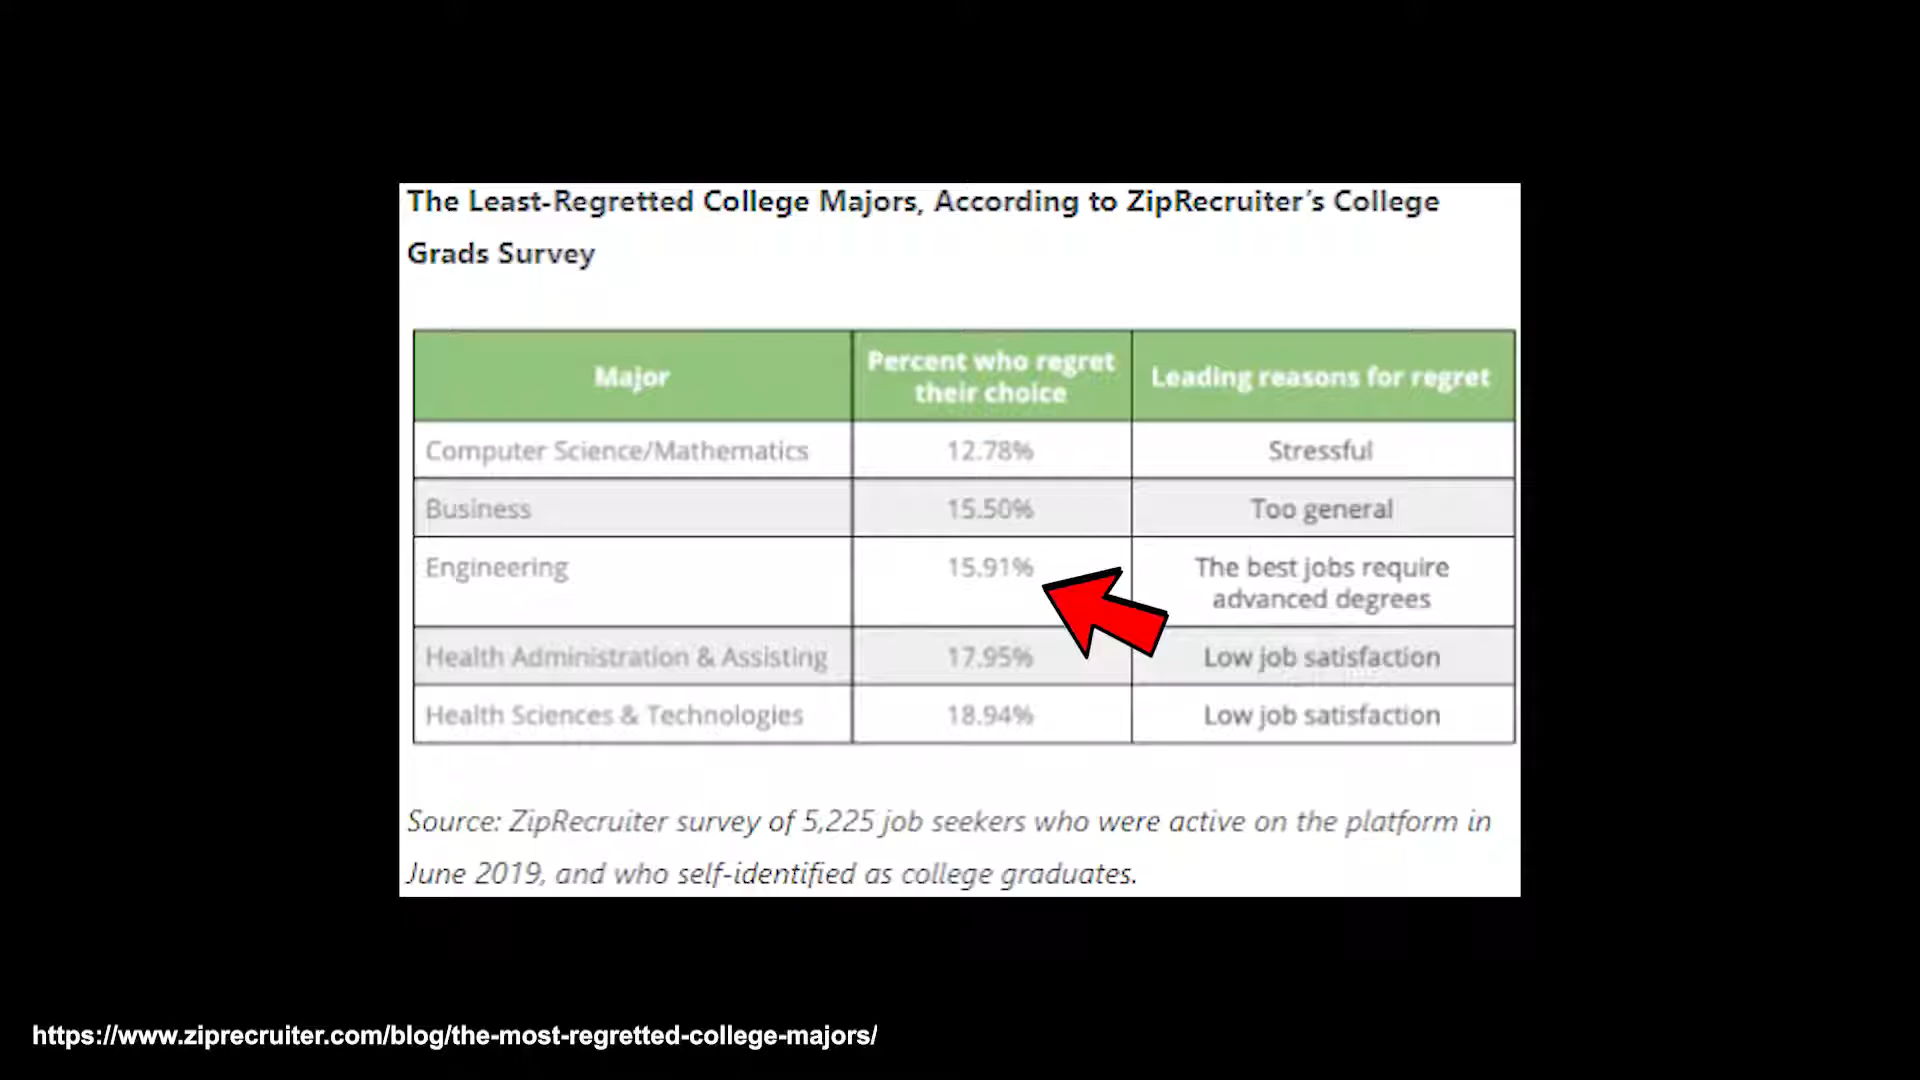 The Least-Regretted College Majors, According to ZipRecruiter's College
Grads Survey
Major
Percent who regret
their choice
Leading reasons for regret
Computer Science/Mathematics
12.78%
Stressful
Business
15.50%
Too general
Engineering
15.91%
The best jobs require
advanced degrees
Health Administration & Assisting
17.95%
Low job satisfaction
Health Sciences & Technologies
18.94%
Low job satisfaction
Source: ZipRecruiter survey of 5,225 job seekers who were active on the platform in
June 2019, and who self-identified as college graduates.
https://www.ziprecruiter.com/blog/the-most-regretted-college-majors/